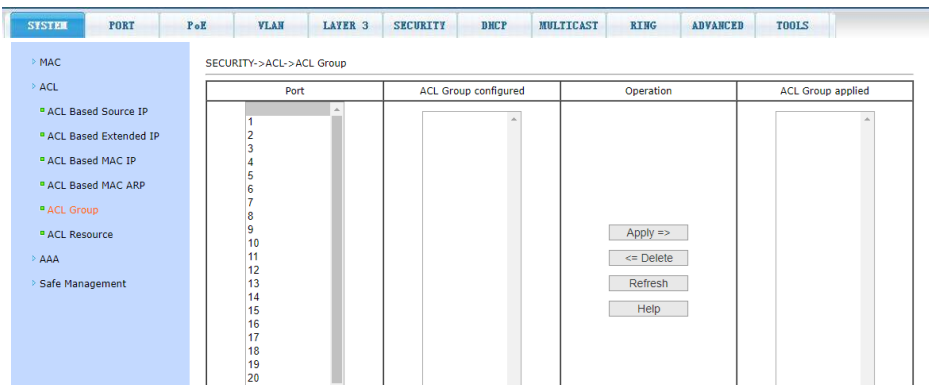 SYSTEM PORT PoE VLAN LAYER 3 SECURITY DHCP MULTICAST RING ADVANCED TOOLS
MAC
ACL
ACL Based Source IP
ACL Based Extended IP
ACL Based MAC IP
ACL Based MAC ARP
ACL Group
ACL Resource
AAA
Safe Management
SECURITY->ACL->ACL Group
Port ACL Group configured Operation ACL Group applied
1
2
3
4
5
6
7
8
9
10
11
12
13
14
15
16
17
18
19
20
Apply =>
<= Delete
Refresh
Help